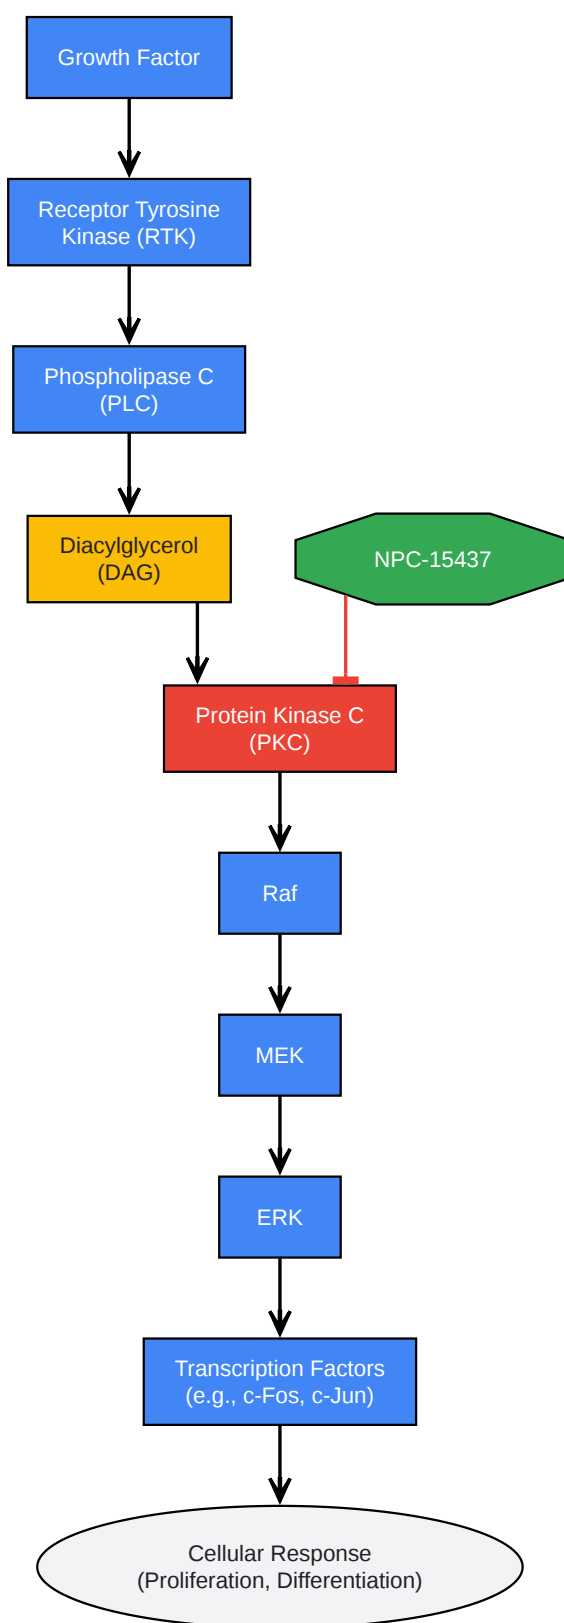 Growth Factor
Receptor Tyrosine
Kinase (RTK)
Phospholipase C
(PLC)
Diacylglycerol
(DAG)
NPC-15437
Protein Kinase C
(PKC)
Raf
MEK
ERK
Transcription Factors
(e.g., c-Fos, c-Jun)
Cellular Response
(Proliferation, Differentiation)